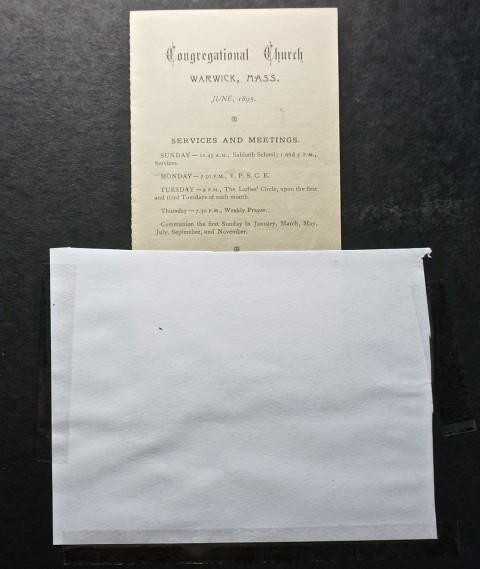 Congregational Church
WARWICK, MASS.
JUNE, 1895.
SERVICES AND MEETINGS.
SUNDAY—11.45 A.M., Sabbath School; 1 and 7 P.M.,
Services.
MONDAY—7.30 P.M., Y. P. S. C. E.
TUESDAY—2 P.M., The Ladies' Circle, upon the first
and third Tuesdays of each month.
Thursday—7.30 P.M., Weekly Prayer.
Communion the first Sunday in January, March, May,
July, September, and November.